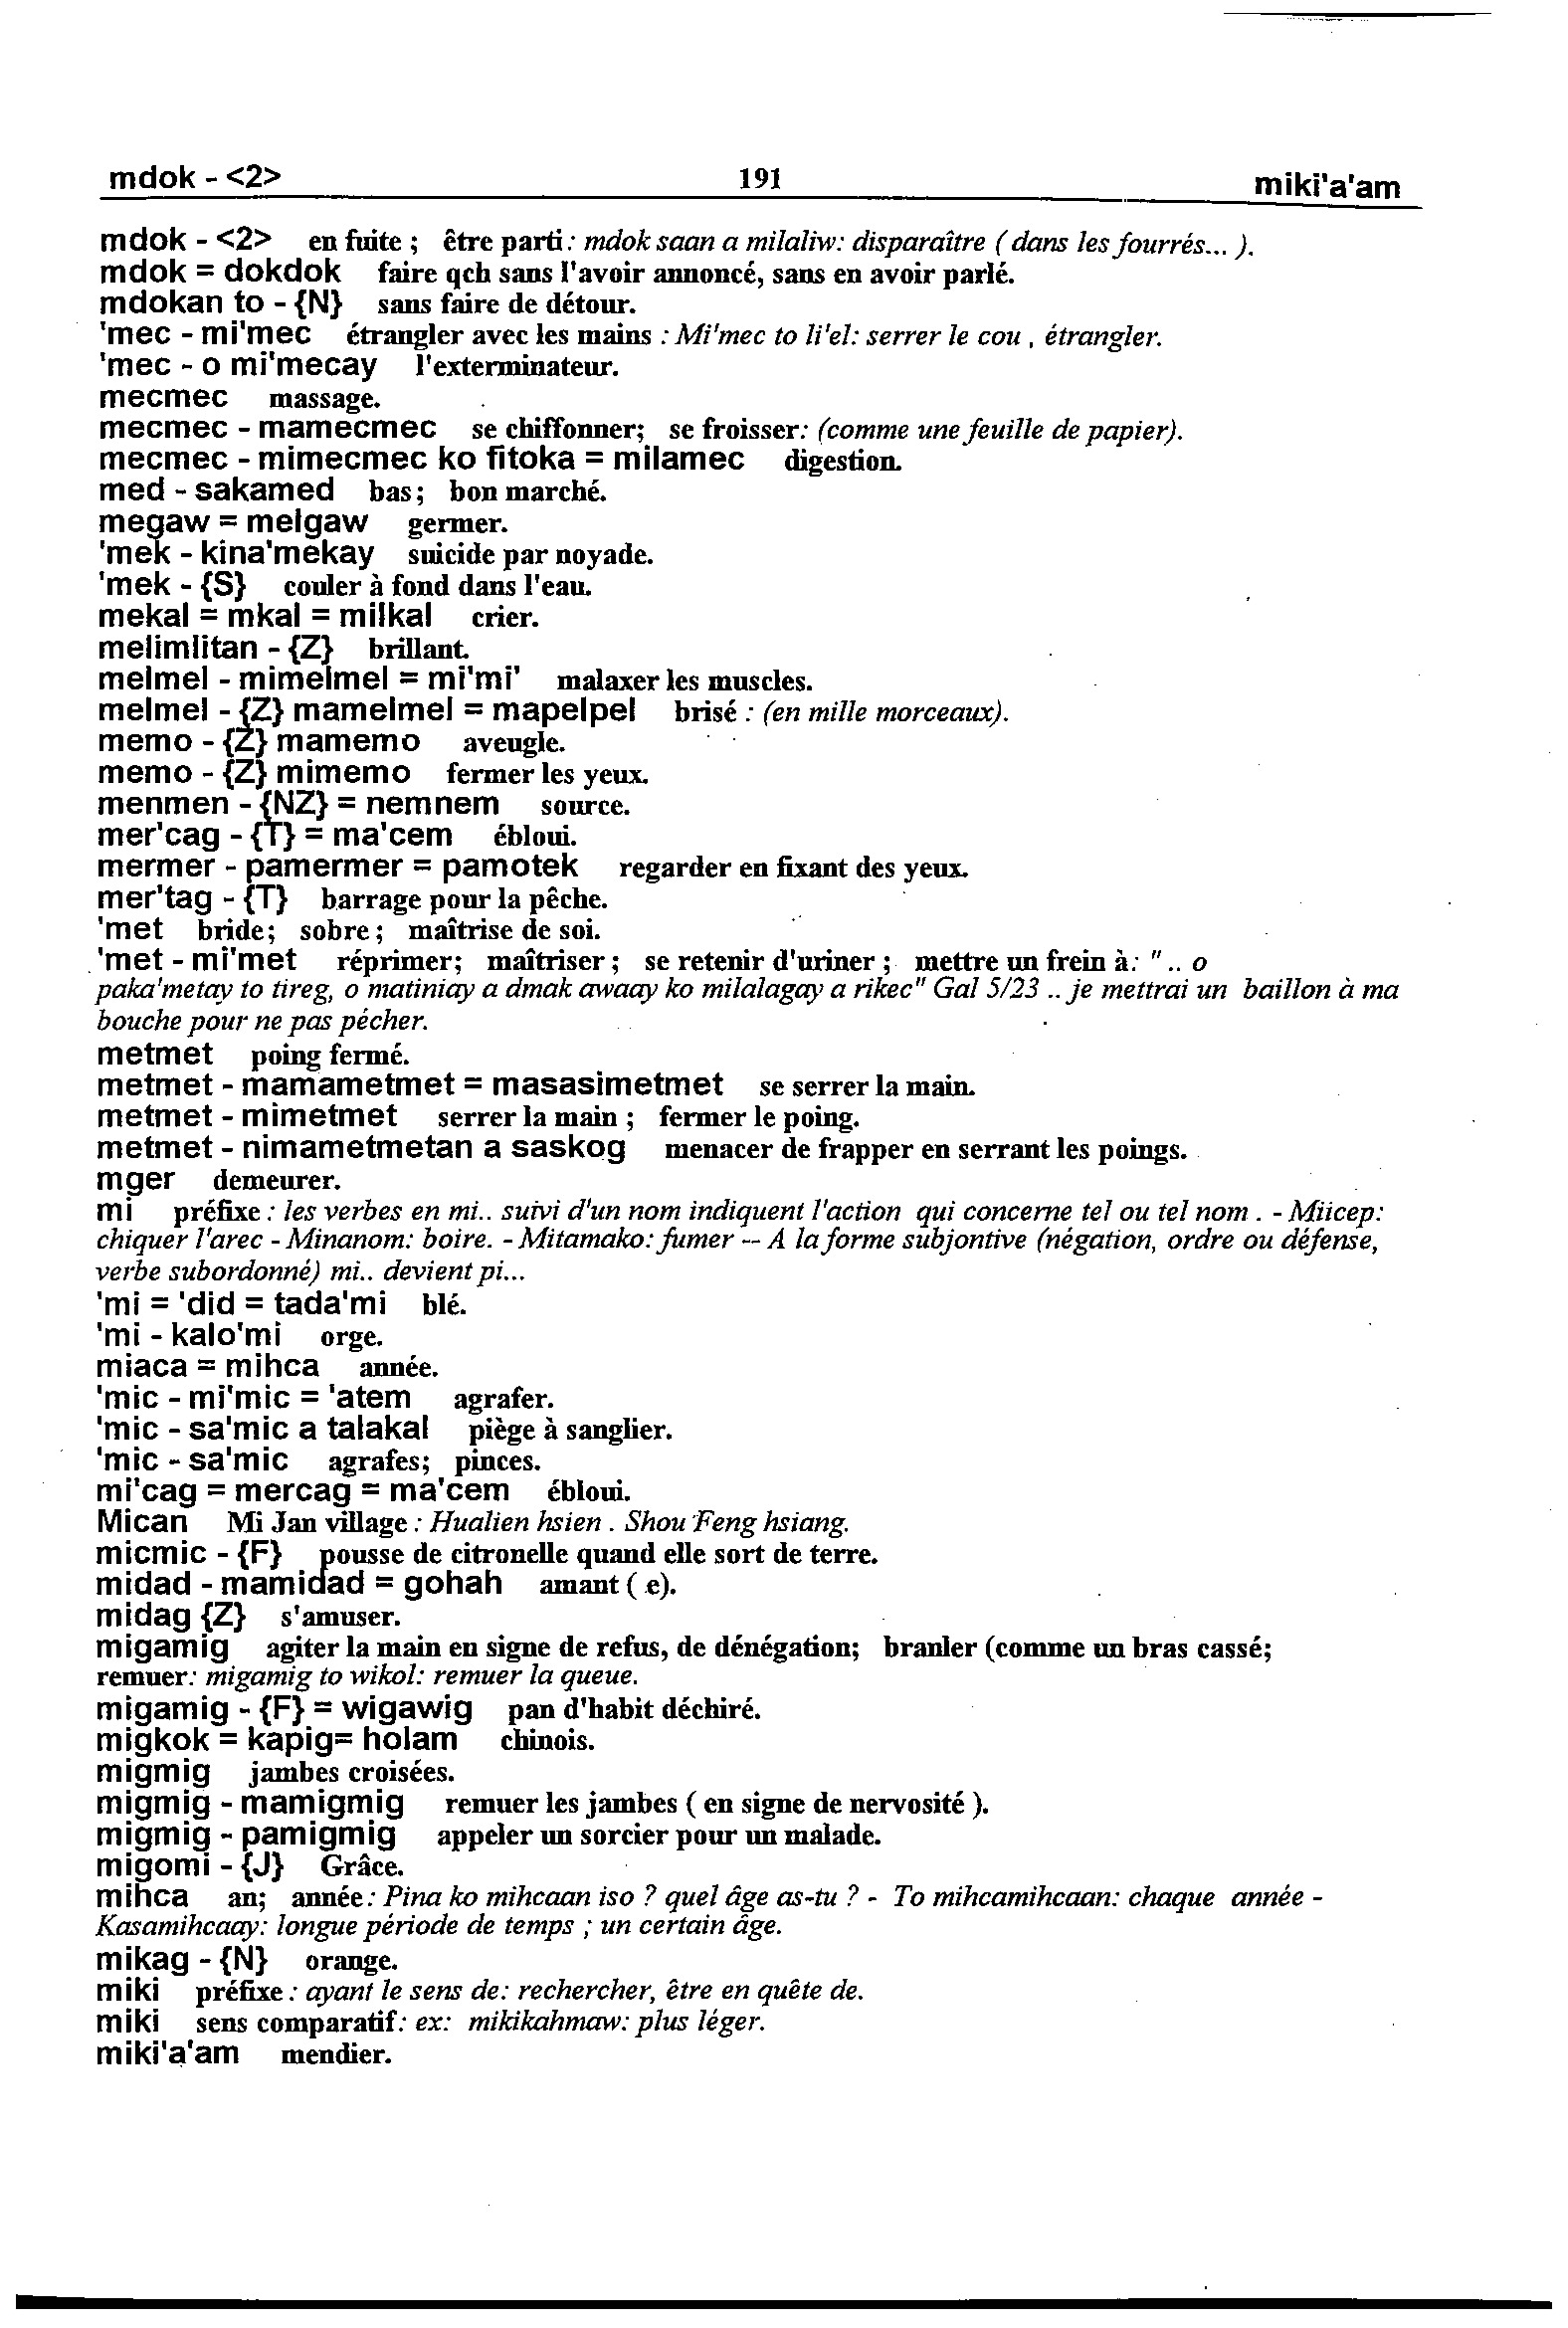 mdok - <2> 191 miki'a'am
mdok - <2> en fuite ; être parti : mdok saan a milaliw: disparaître ( dans les fourrés... ).
mdok = dokdok faire qch sans l'avoir annoncé, sans en avoir parlé.
mdokan to - {N} sans faire de détour.
'mec - mi'mec étrangler avec les mains : Mi'mec to li'el: serrer le cou , étrangler.
'mec - o mi'mecay l'exterminateur.
mecmec massage.
mecmec - mamecmec se chiffonner; se froisser: (comme une feuille de papier).
mecmec - mimecmec ko fitoka = milamec digestion.
med - sakamed bas ; bon marché.
megaw = melgaw germer.
'mek - kina'mekay suicide par noyade.
'mek - {S} couler à fond dans l'eau.
mekal = mkal = milkal crier.
melimlitan - {Z} brillant.
melmel - mimelmel = mi'mi' malaxer les muscles.
melmel - {Z} mamelmel = mapelpel brisé : (en mille morceaux).
memo - {Z} mamemo aveugle.
memo - {Z} mimemo fermer les yeux.
menmen - {NZ} = nemnem source.
mer'cag - {T} = ma'cem ébloui.
mermer - pamermer = pamotek regarder en fixant des yeux.
mer'tag - {T} barrage pour la pêche.
'met bride; sobre ; maîtrise de soi.
'met - mi'met réprimer; maîtriser ; se retenir d'uriner ; mettre un frein à: " .. o
paka'metay to tireg, o matiniay a dmak awaay ko milalagay a rikec" Gal 5/23 .. je mettrai un baillon à ma
bouche pour ne pas pécher.
metmet poing fermé.
metmet - mamametmet = masasimetmet se serrer la main.
metmet - mimetmet serrer la main ; fermer le poing.
metmet - nimametmetan a saskog menacer de frapper en serrant les poings.
mger demeurer.
mi préfixe : les verbes en mi.. suivi d'un nom indiquent l'action qui concerne tel ou tel nom . - Miicep:
chiquer l'arec - Minanom: boire. - Mitamako: fumer -- A la forme subjontive (négation, ordre ou défense,
verbe subordonné) mi.. devient pi...
'mi = 'did = tada'mi blé.
'mi - kalo'mi orge.
miaca = mihca année.
'mic - mi'mic = 'atem agrafer.
'mic - sa'mic a talakal piège à sanglier.
'mic - sa'mic agrafes; pinces.
mi'cag = mercag = ma'cem ébloui.
Mican Mi Jan village : Hualien hsien . Shou Feng hsiang.
micmic - {F} pousse de citronelle quand elle sort de terre.
midad - mamidad = gohah amant ( e).
midag {Z} s'amuser.
migamig agiter la main en signe de refus, de dénégation; branler (comme un bras cassé;
remuer: migamig to wikol: remuer la queue.
migamig - {F} = wigawig pan d'habit déchiré.
migkok = kapig= holam chinois.
migmig jambes croisées.
migmig - mamigmig remuer les jambes ( en signe de nervosité ).
migmig - pamigmig appeler un sorcier pour un malade.
migomi - {J} Grâce.
mihca an; année : Pina ko mihcaan iso ? quel âge as-tu ? - To mihcamihcaan: chaque année -
Kasamihcaay: longue période de temps ; un certain âge.
mikag - {N} orange.
miki préfixe : ayant le sens de: rechercher, être en quête de.
miki sens comparatif: ex: mikikahmaw: plus léger.
miki'a'am mendier.